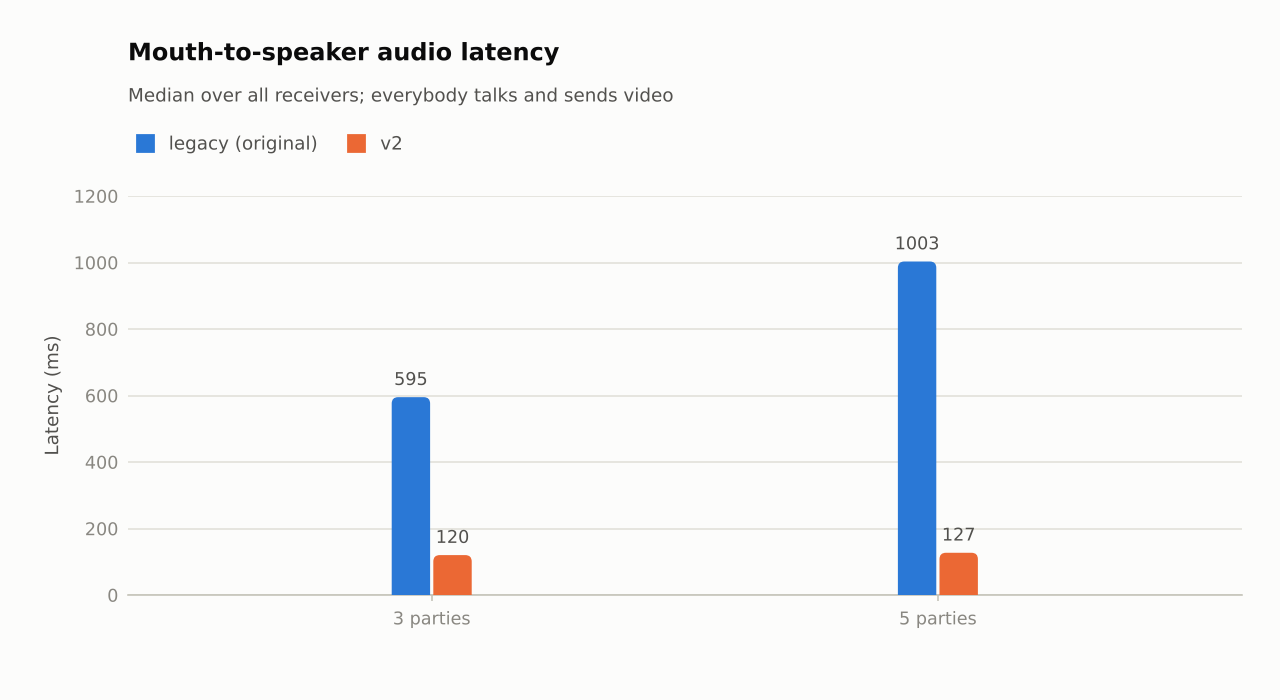 Mouth-to-speaker audio latency
Median over all receivers; everybody talks and sends video
legacy (original) v2
1200
1000
800
600
400
200
0
Latency (ms)
595
120
1003
127
3 parties
5 parties